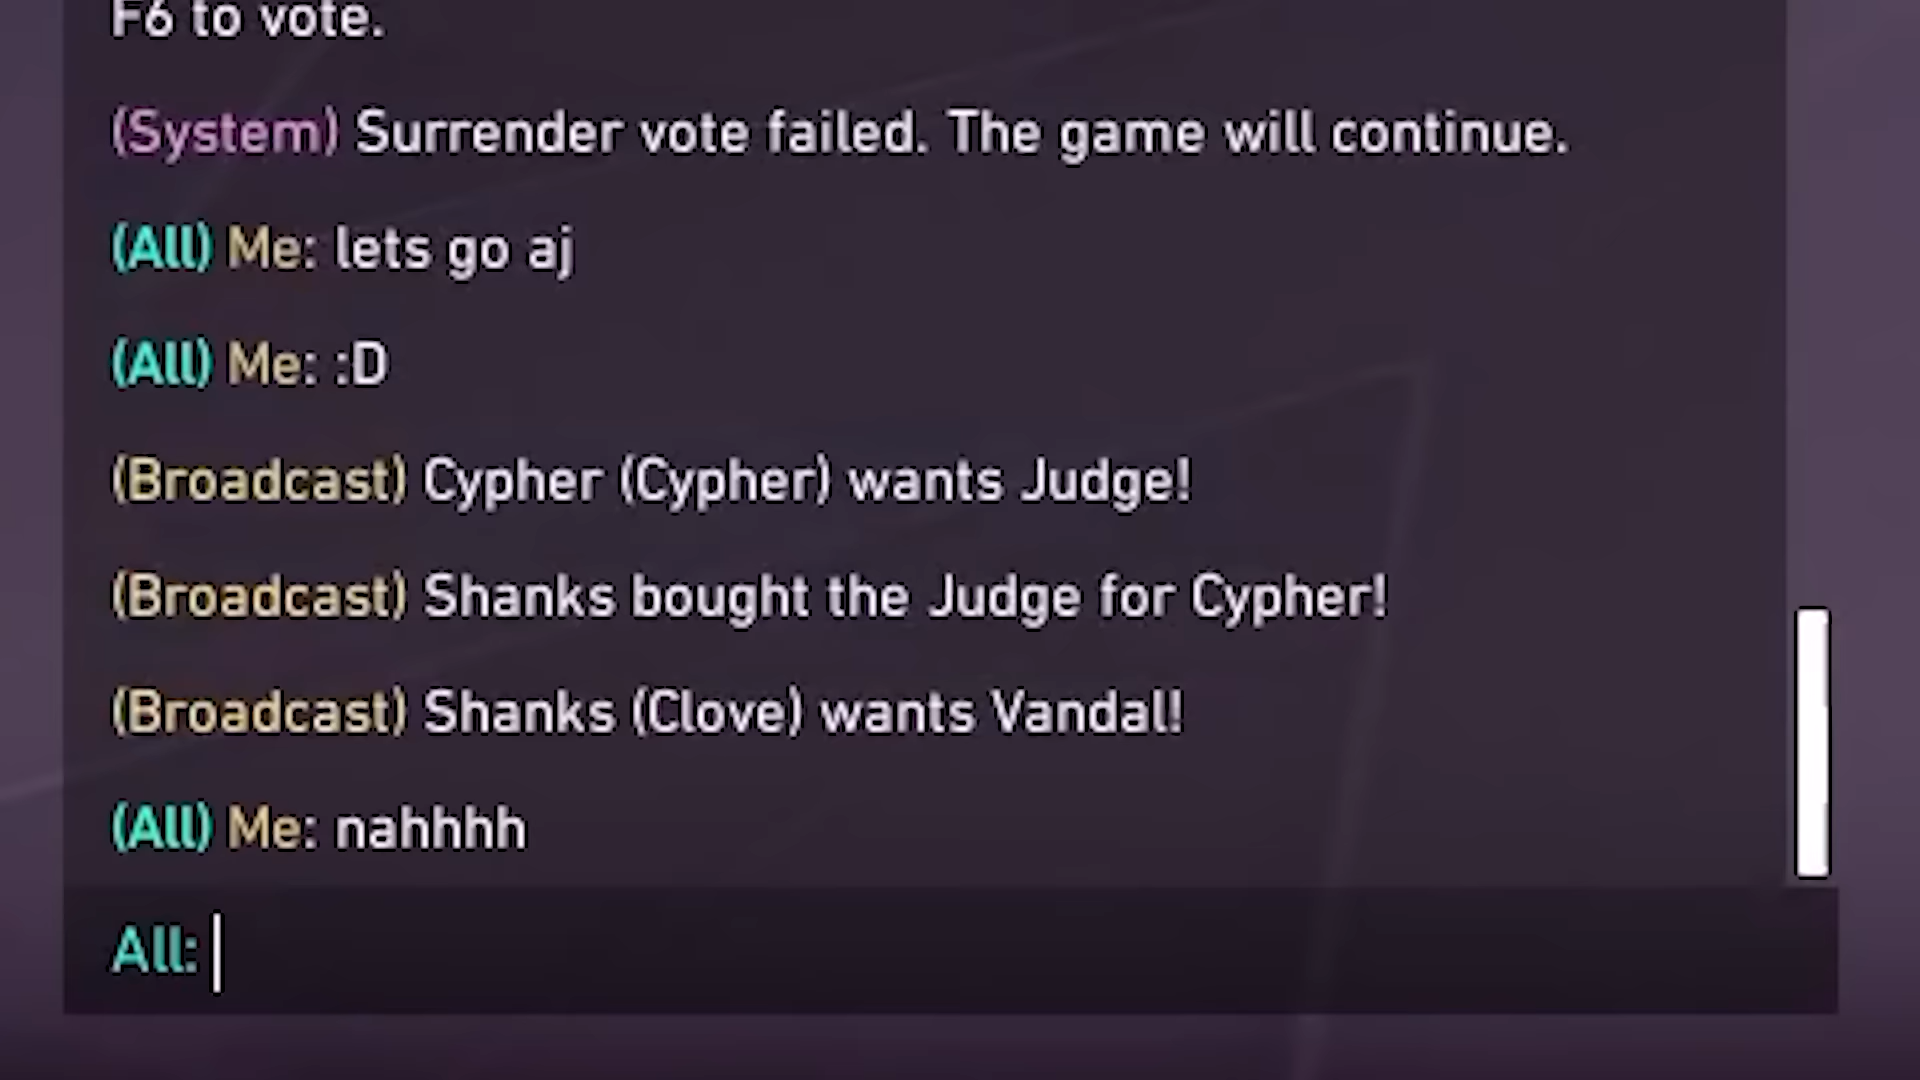 F6 to vote.
(System) Surrender vote failed. The game will continue.
(All) Me: lets go aj
(All) Me: :D
(Broadcast) Cypher (Cypher) wants Judge!
(Broadcast) Shanks bought the Judge for Cypher!
(Broadcast) Shanks (Clove) wants Vandal!
(All) Me: nahhhh
All: